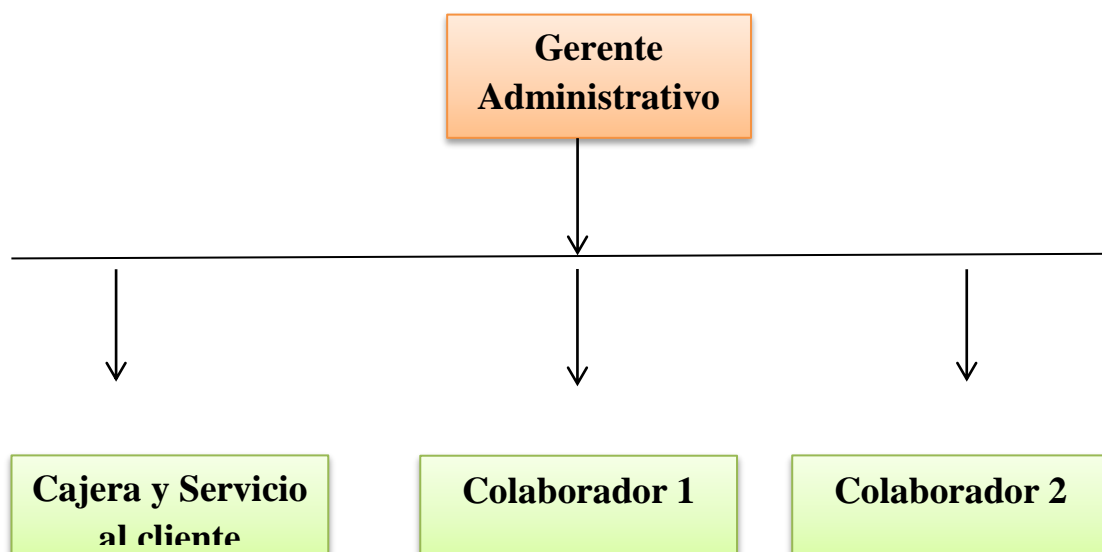 Gerente
Administrativo
Cajera y Servicio
al cliente
Colaborador 1
Colaborador 2